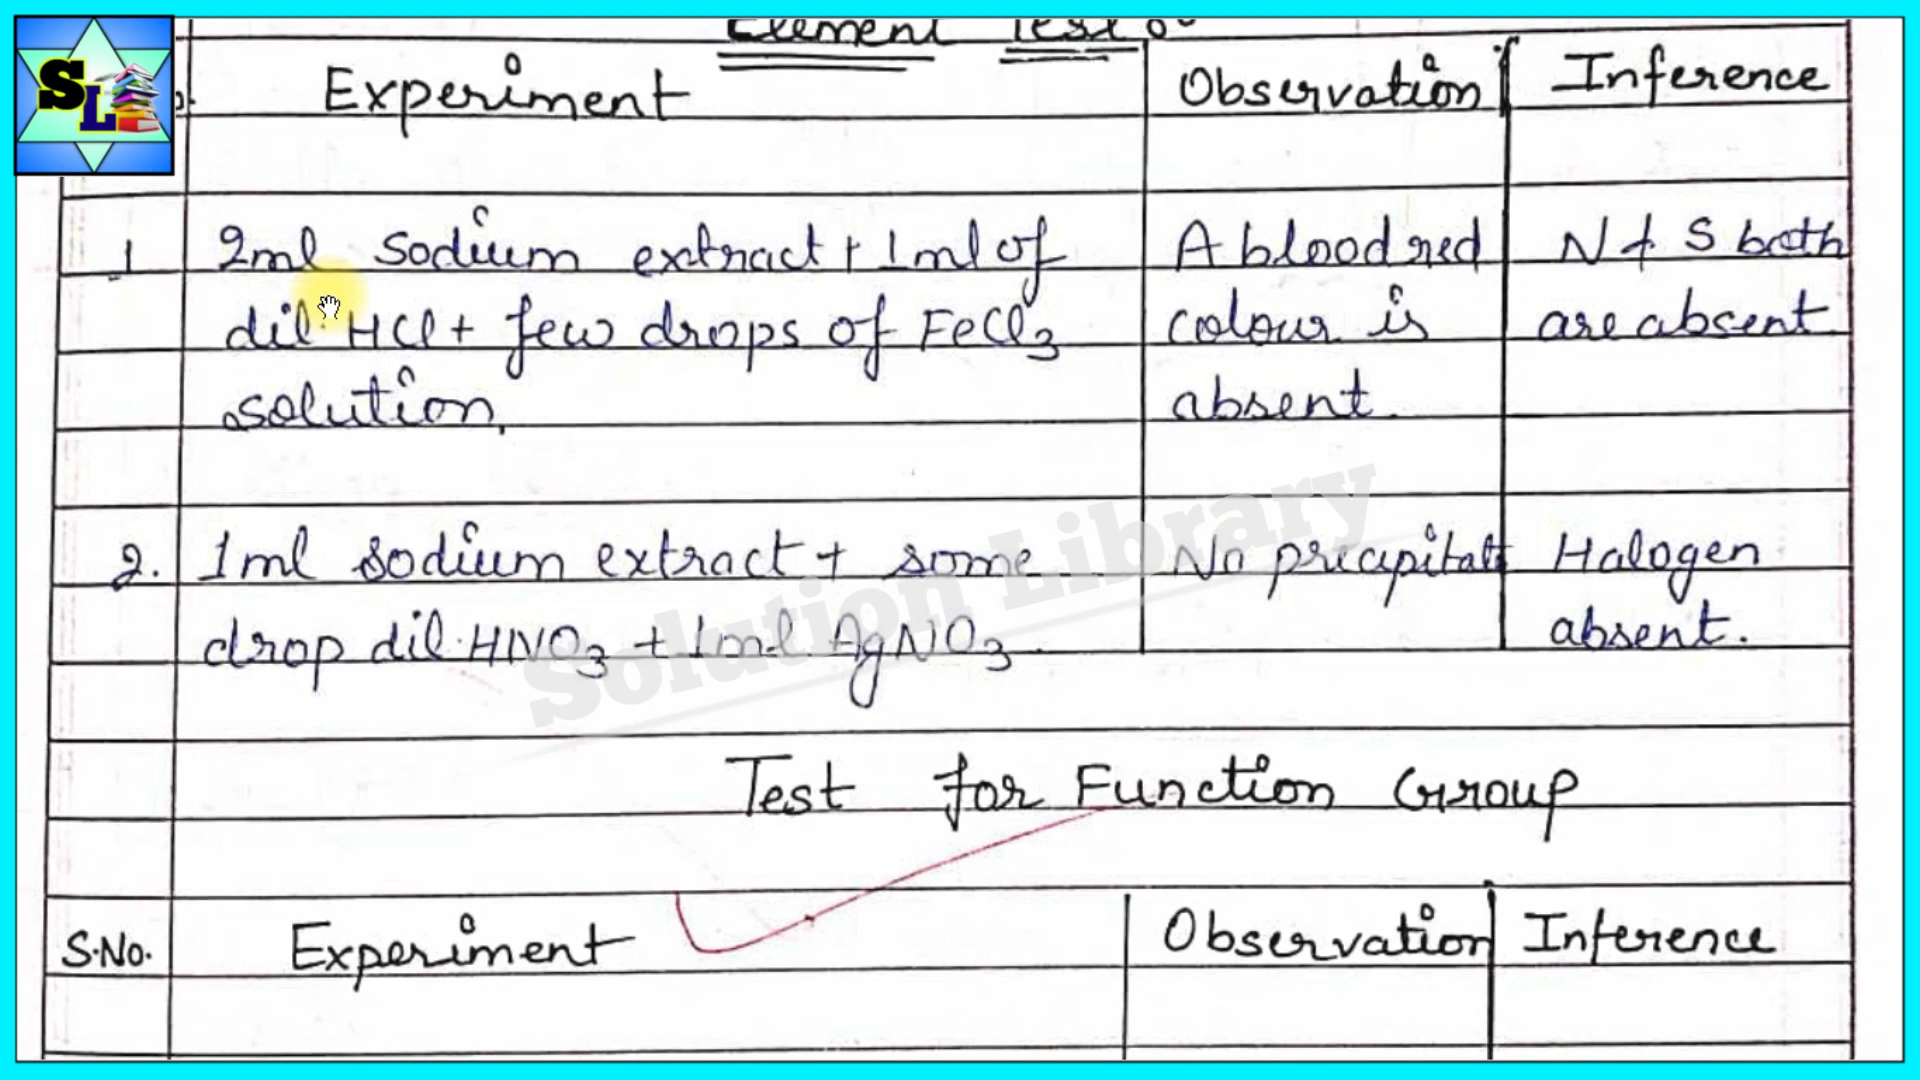 Element Test :
SL
Experiment Observation Inference
1 2ml Sodium extract + 1ml of A blood red N & S both
dil. HCl + few drops of FeCl3 colour is are absent
solution. absent.
2. 1ml sodium extract + some No precipitate Halogen
drop dil. HNO3 + 1ml AgNO3. absent.
Solution Library
Test for Function Group
S.No. Experiment Observation Inference